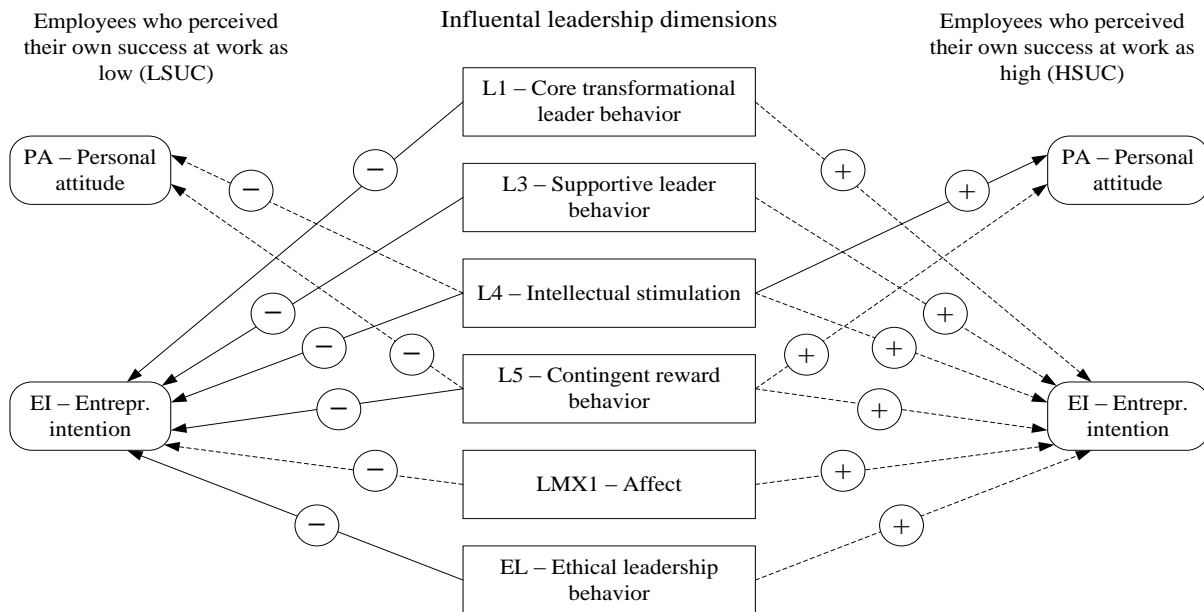 Employees who perceived
their own success at work as
low (LSUC)
Influental leadership dimensions
Employees who perceived
their own success at work as
high (HSUC)
L1 – Core transformational
leader behavior
PA – Personal
attitude
L3 – Supportive leader
behavior
PA – Personal
attitude
L4 – Intellectual stimulation
L5 – Contingent reward
behavior
EI – Entrepr.
intention
EI – Entrepr.
intention
LMX1 – Affect
EL – Ethical leadership
behavior
−
+
−
+
−
+
−
+
−
+
−
+
−
+
−
+